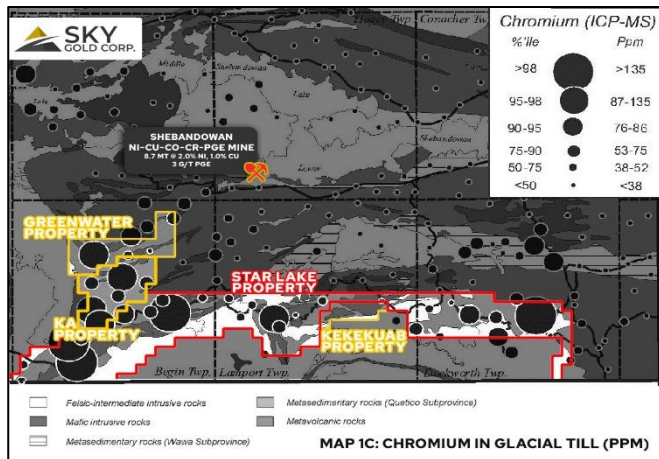 SKY
GOLD CORP.
Haycy Twp. Conacher Tw
Chromium (ICP-MS)
%'ile Ppm
>98 >135
95-98 87-135
90-95 76-86
75-90 53-75
50-75 38-52
<50 <38
Middle Shebandowan
Lake
Shebandowan
Lower
SHEBANDOWAN
NI-CU-CO-CR-PGE MINE
8.7 MT @ 2.0% NI, 1.0% CU
3 G/T PGE
GREENWATER
PROPERTY
STAR LAKE
PROPERTY
KA
PROPERTY
KEKEKUAB
PROPERTY
Begin Twp. Lamport Twp. Duckworth Twp.
Felsic-intermediate intrusive rocks
Mafic intrusive rocks
Metasedimentary rocks (Wawa Subprovince)
Metasedimentary rocks (Quetico Subprovince)
Metavolcanic rocks
MAP 1C: CHROMIUM IN GLACIAL TILL (PPM)